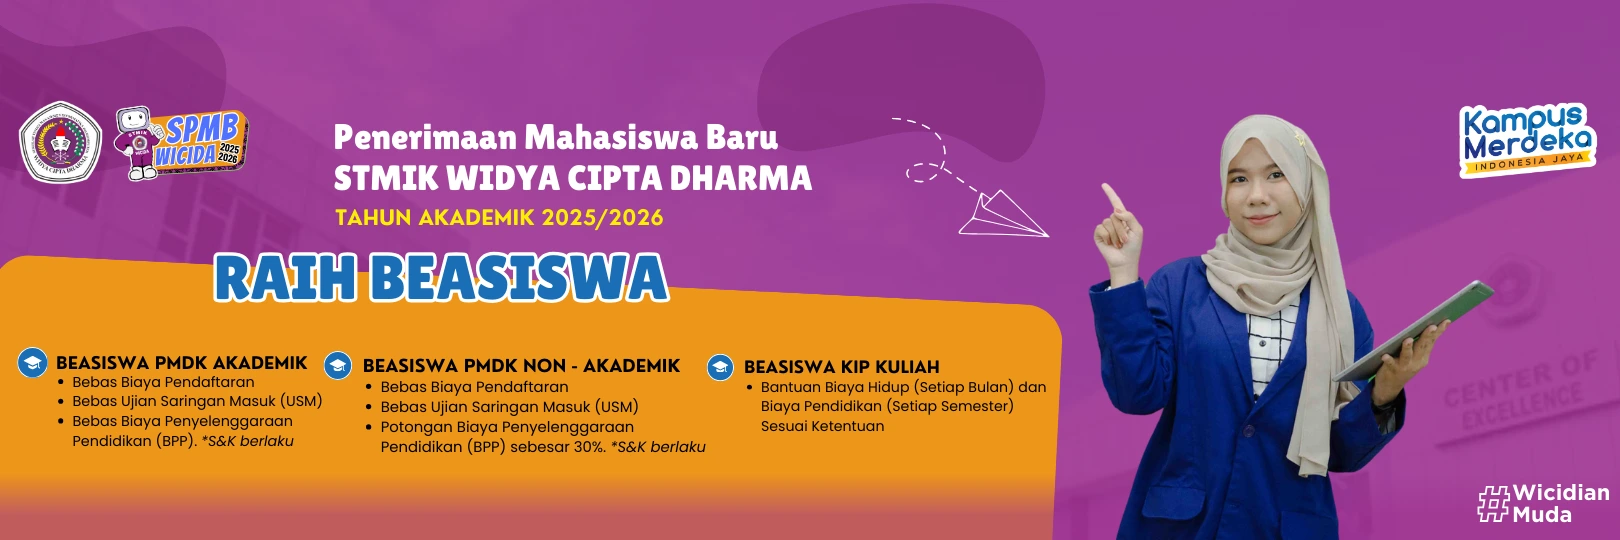 SPMB
WICIDA
2025
2026
STMIK
WIDYA CIPTA DHARMA
Penerimaan Mahasiswa Baru
STMIK WIDYA CIPTA DHARMA
TAHUN AKADEMIK 2025/2026
Kampus
Merdeka
INDONESIA JAYA
RAIH BEASISWA
BEASISWA PMDK AKADEMIK
• Bebas Biaya Pendaftaran
• Bebas Ujian Saringan Masuk (USM)
• Bebas Biaya Penyelenggaraan
Pendidikan (BPP). *S&K berlaku
BEASISWA PMDK NON - AKADEMIK
• Bebas Biaya Pendaftaran
• Bebas Ujian Saringan Masuk (USM)
• Potongan Biaya Penyelenggaraan
Pendidikan (BPP) sebesar 30%. *S&K berlaku
BEASISWA KIP KULIAH
• Bantuan Biaya Hidup (Setiap Bulan) dan
Biaya Pendidikan (Setiap Semester)
Sesuai Ketentuan
CENTER OF
EXCELLENCE
#Wicidian
Muda